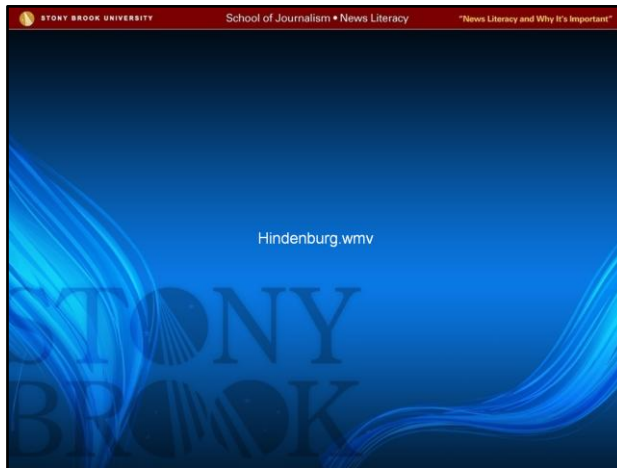 STONY BROOK UNIVERSITY
School of Journalism • News Literacy
"News Literacy and Why It's Important"
Hindenburg.wmv
STONY
BROOK